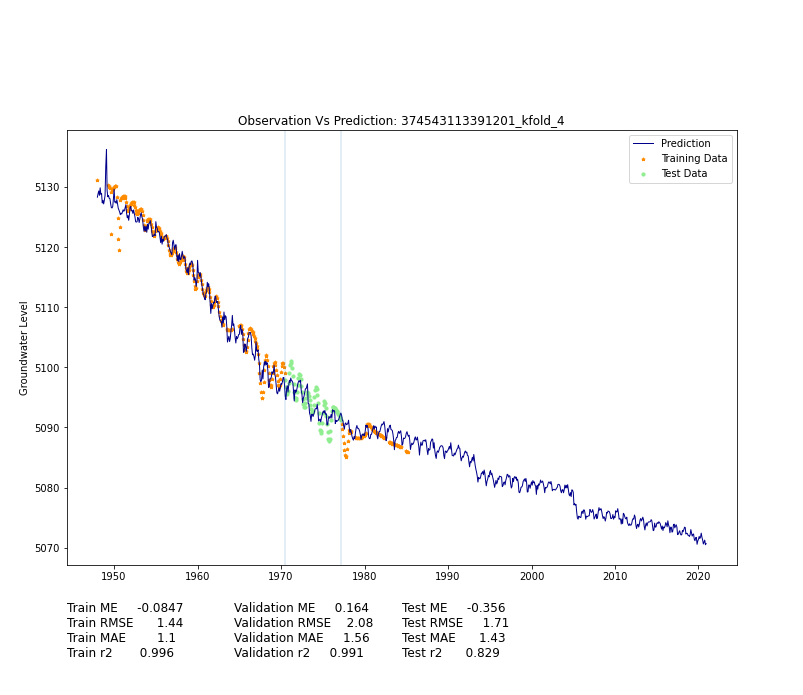 Observation Vs Prediction: 374543113391201_kfold_4
Prediction
Training Data
Test Data
Groundwater Level
5130
5120
5110
5100
5090
5080
5070
1950 1960 1970 1980 1990 2000 2010 2020
Train ME -0.0847 Validation ME 0.164 Test ME -0.356
Train RMSE 1.44 Validation RMSE 2.08 Test RMSE 1.71
Train MAE 1.1 Validation MAE 1.56 Test MAE 1.43
Train r2 0.996 Validation r2 0.991 Test r2 0.829